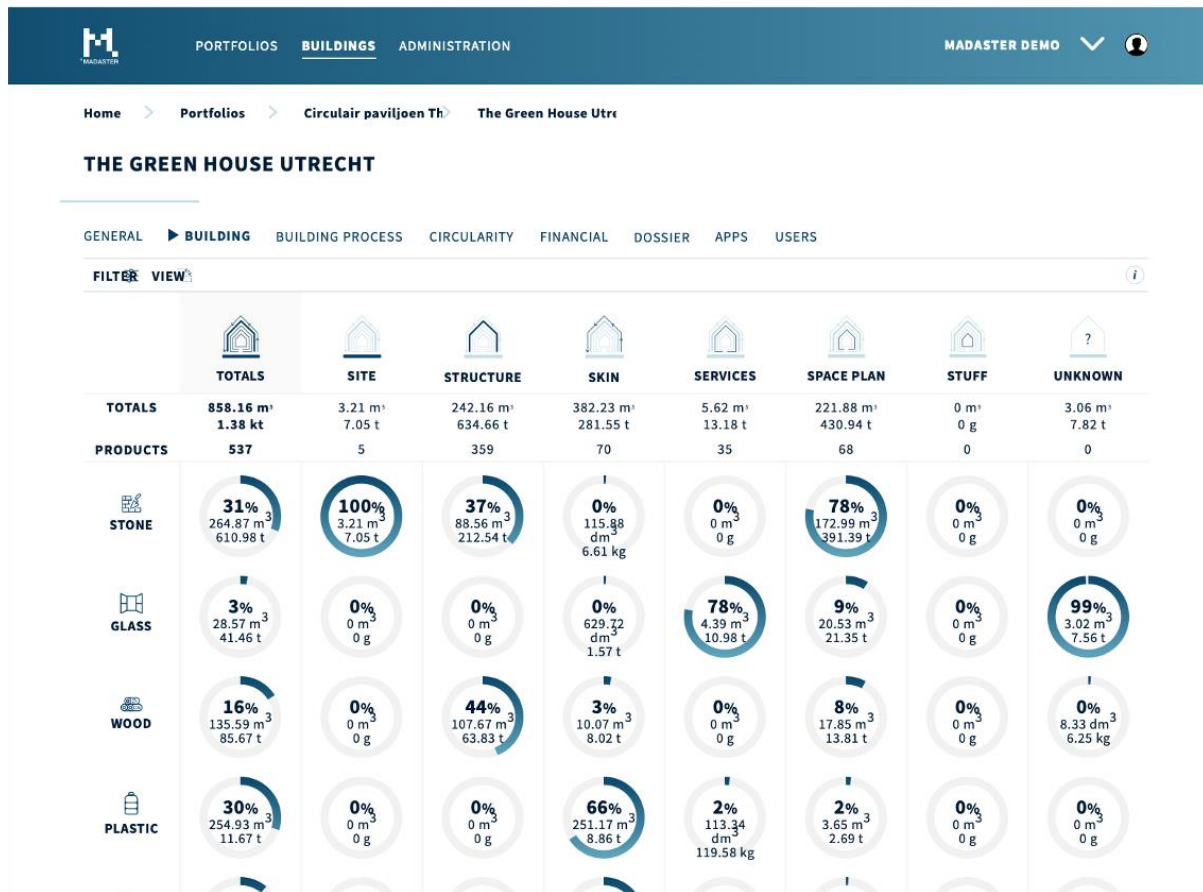 MADASTER
PORTFOLIOS BUILDINGS ADMINISTRATION MADASTER DEMO
Home Portfolios Circulair paviljoen Th The Green House Utre
THE GREEN HOUSE UTRECHT
GENERAL BUILDING BUILDING PROCESS CIRCULARITY FINANCIAL DOSSIER APPS USERS
FILTER VIEW i
?
TOTALS SITE STRUCTURE SKIN SERVICES SPACE PLAN STUFF UNKNOWN
TOTALS 858.16 m³ 3.21 m³ 242.16 m³ 382.23 m³ 5.62 m³ 221.88 m³ 0 m³ 3.06 m³
1.38 kt 7.05 t 634.66 t 281.55 t 13.18 t 430.94 t 0 g 7.82 t
PRODUCTS 537 5 359 70 35 68 0 0
STONE
31% 100% 37% 0% 0% 78% 0% 0%
264.87 m³ 3.21 m³ 88.56 m³ 115.88 dm³ 0 m³ 172.99 m³ 0 m³ 0 m³
610.98 t 7.05 t 212.54 t 6.61 kg 0 g 391.39 t 0 g 0 g
GLASS
3% 0% 0% 0% 78% 9% 0% 99%
28.57 m³ 0 m³ 0 m³ 629.72 dm³ 4.39 m³ 20.53 m³ 0 m³ 3.02 m³
41.46 t 0 g 0 g 1.57 t 10.98 t 21.35 t 0 g 7.56 t
WOOD
16% 0% 44% 3% 0% 8% 0% 0%
135.59 m³ 0 m³ 107.67 m³ 10.07 m³ 0 m³ 17.85 m³ 0 m³ 8.33 dm³
85.67 t 0 g 63.83 t 8.02 t 0 g 13.81 t 0 g 6.25 kg
PLASTIC
30% 0% 0% 66% 2% 2% 0% 0%
254.93 m³ 0 m³ 0 m³ 251.17 m³ 113.34 dm³ 3.65 m³ 0 m³ 0 m³
11.67 t 0 g 0 g 8.86 t 119.58 kg 2.69 t 0 g 0 g